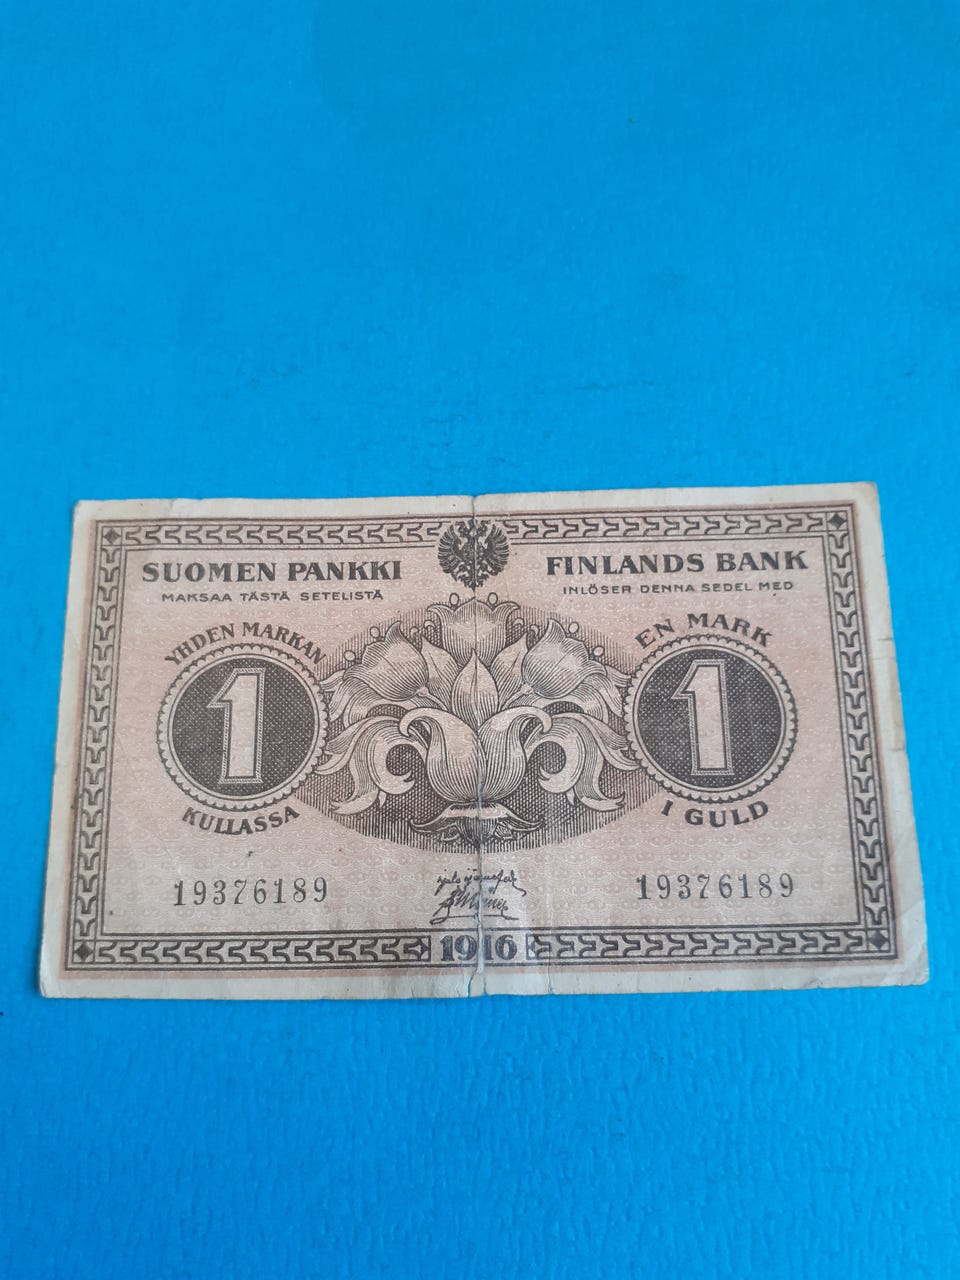 SUOMEN PANKKI
MAKSAA TÄSTÄ SETELISTÄ
YHDEN MARKAN
1
KULLASSA
19376189
FINLANDS BANK
INLÖSER DENNA SEDEL MED
EN MARK
1
I GULD
19376189
1916